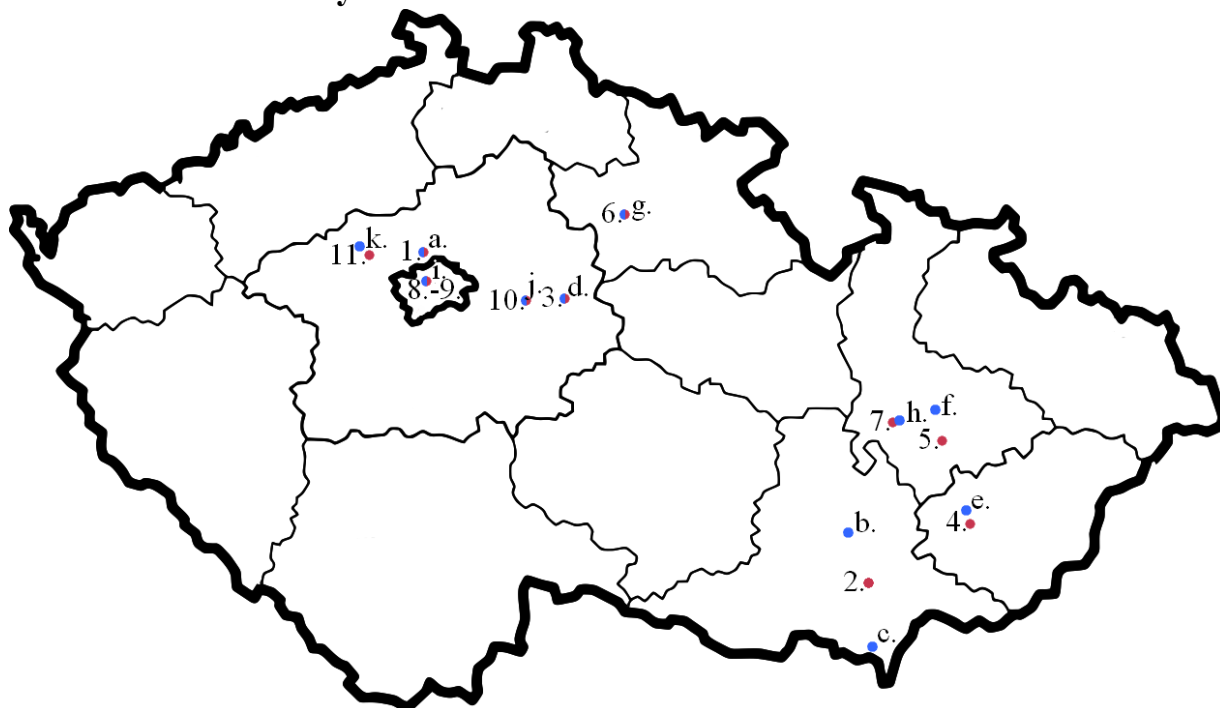 6. g.
11. k.
1. a.
i.
8.-9.
10. j.
3. d.
7. h.
f.
5.
e.
4.
b.
2.
c.